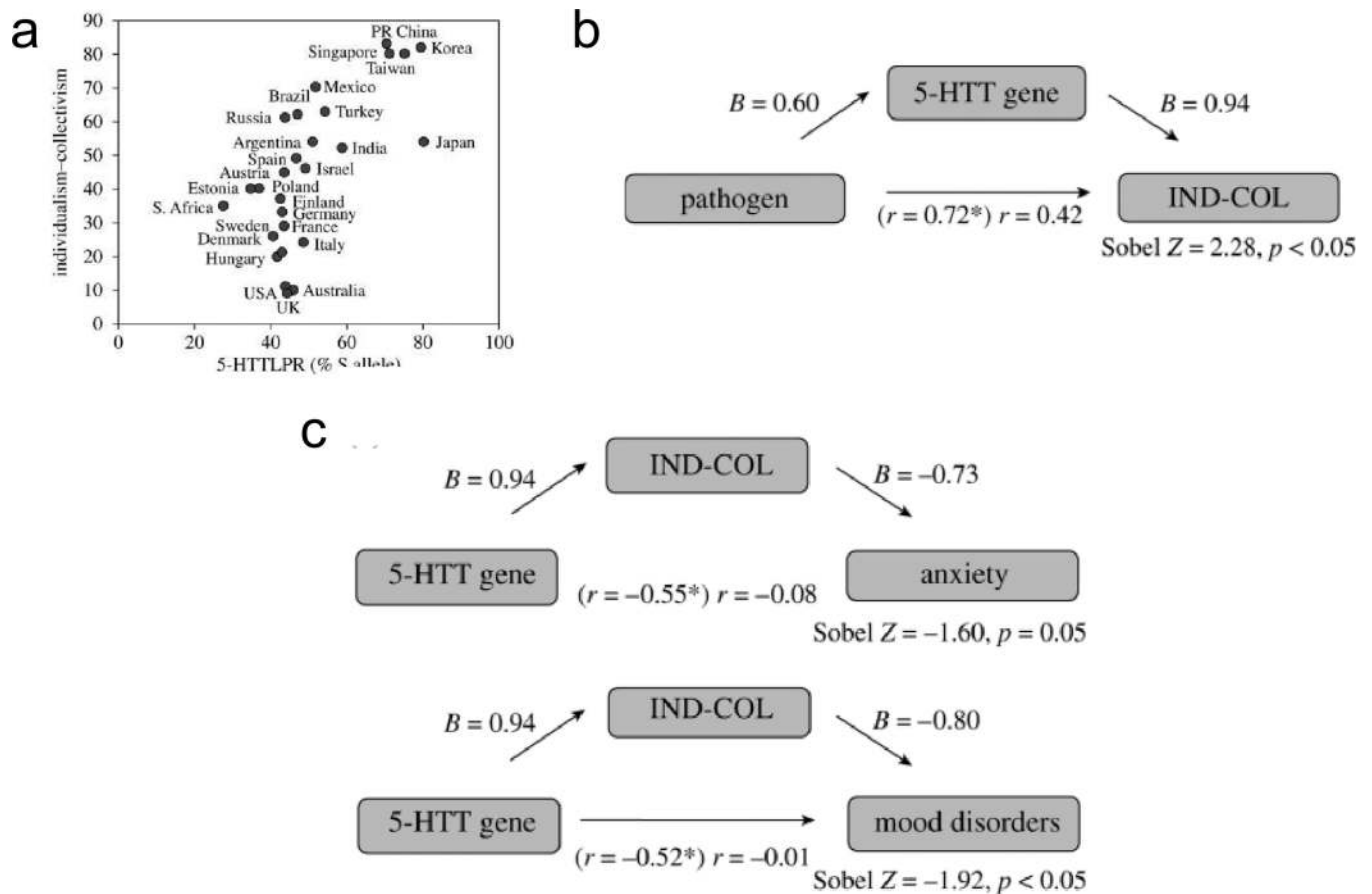 a
90
80
70
60
50
40
30
20
10
0
individualism–collectivism
PR China
Singapore
Korea
Taiwan
Mexico
Brazil
Turkey
Russia
Argentina
India
Japan
Spain
Israel
Austria
Estonia
Poland
S. Africa
Finland
Germany
Sweden
France
Denmark
Italy
Hungary
USA
Australia
UK
0 20 40 60 80 100
5-HTTLPR (% S allele)
b
B = 0.60
5-HTT gene
B = 0.94
pathogen
(r = 0.72*) r = 0.42
IND-COL
Sobel Z = 2.28, p < 0.05
c
B = 0.94
IND-COL
B = –0.73
5-HTT gene
(r = –0.55*) r = –0.08
anxiety
Sobel Z = –1.60, p = 0.05
B = 0.94
IND-COL
B = –0.80
5-HTT gene
(r = –0.52*) r = –0.01
mood disorders
Sobel Z = –1.92, p < 0.05